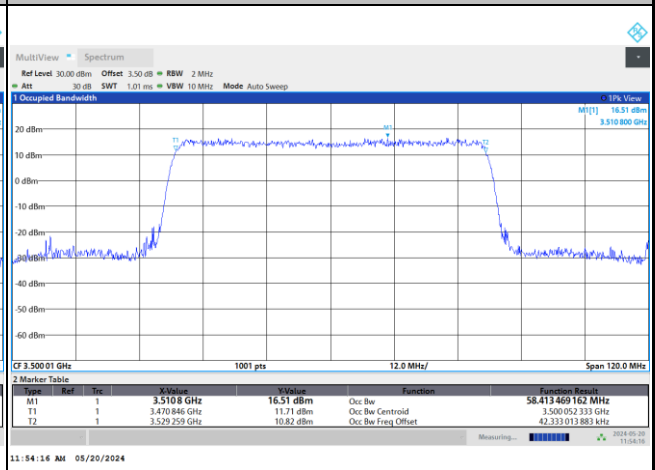 MultiView Spectrum
Ref Level 30.00 dBm Offset 3.50 dB RBW 2 MHz
Att 30 dB SWT 1.01 ms VBW 10 MHz Mode Auto Sweep
1 Occupied Bandwidth 1Pk View
M1[1] 16.51 dBm
3.510 800 GHz
M1
T1
T2
20 dBm
10 dBm
0 dBm
-10 dBm
-20 dBm
-30 dBm
-40 dBm
-50 dBm
-60 dBm
CF 3.500 01 GHz 1001 pts 12.0 MHz/ Span 120.0 MHz
2 Marker Table
Type Ref Trc X-Value Y-Value Function Function Result
M1 1 3.5108 GHz 16.51 dBm Occ Bw 58.413 469 162 MHz
T1 1 3.470 846 GHz 11.71 dBm Occ Bw Centroid 3.500 052 333 GHz
T2 1 3.529 259 GHz 10.82 dBm Occ Bw Freq Offset 42.333 013 883 kHz
Measuring... 2024-05-20
11:54:16
11:54:16 AM 05/20/2024